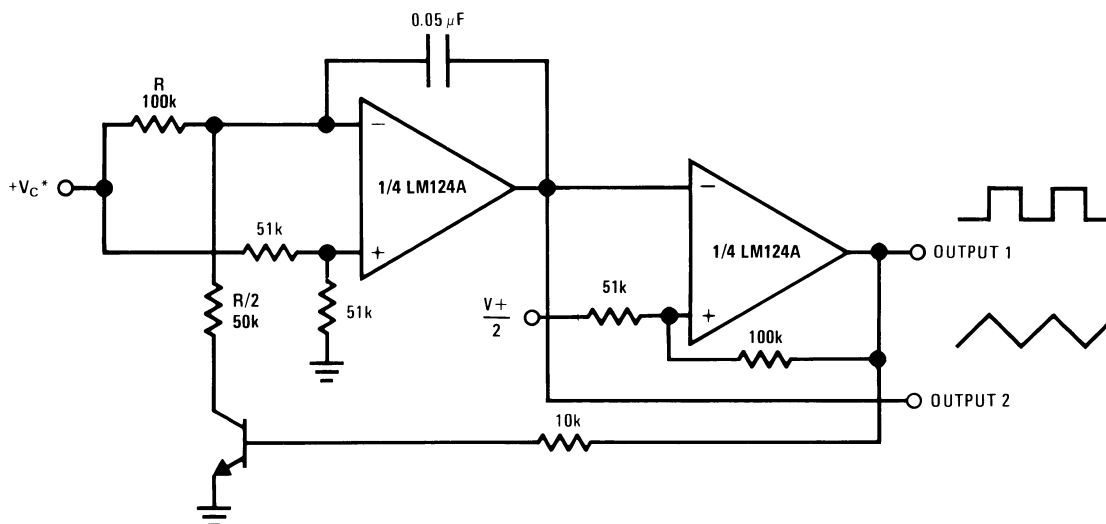 0.05 μF
R
100k
−
+VC*
1/4 LM124A
−
51k
+
1/4 LM124A
OUTPUT 1
51k
R/2
50k
51k
V+
2
+
100k
OUTPUT 2
10k